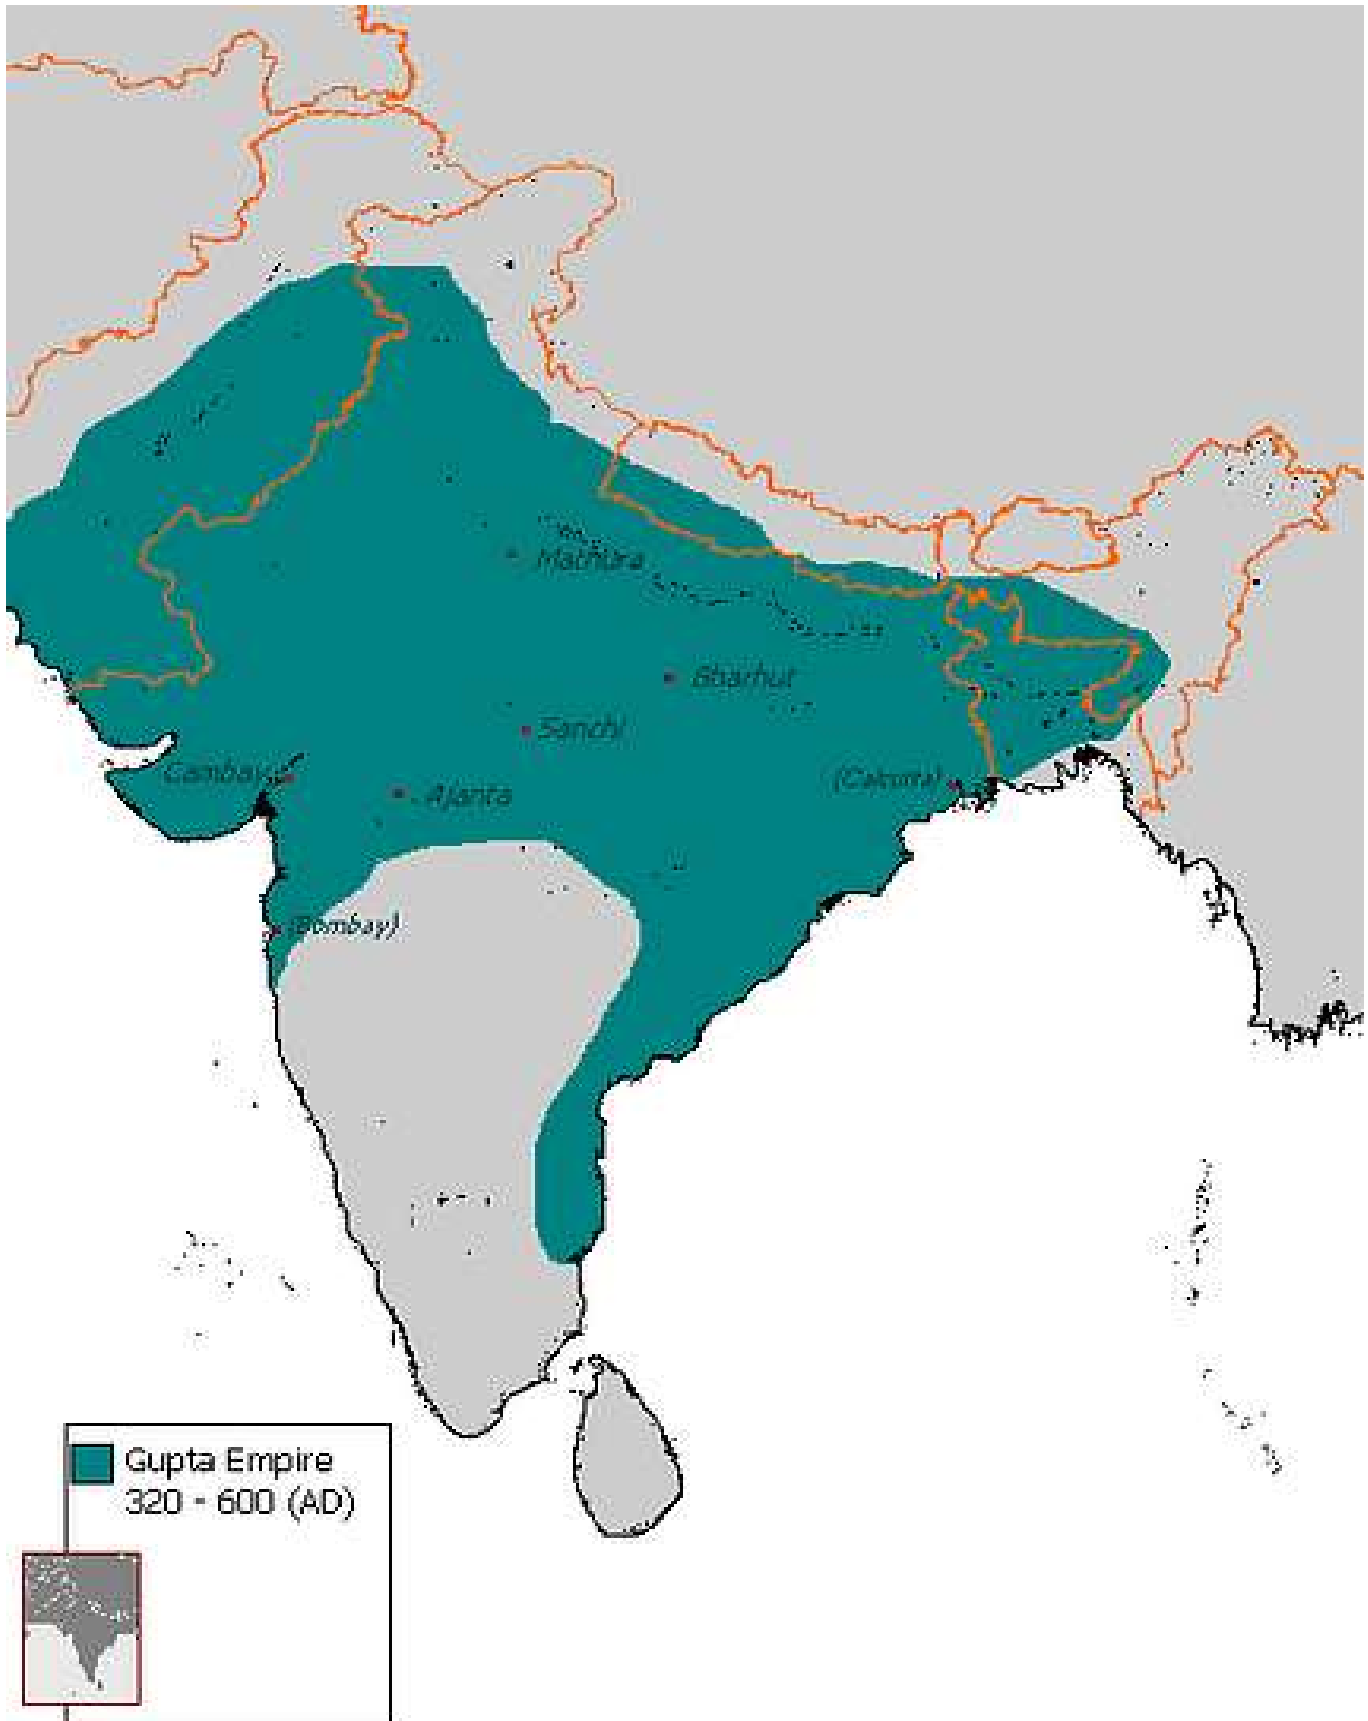 Mathura
Bharhut
Sanchi
Cambay
Ajanta
(Calcutta)
(Bombay)
Gupta Empire
320 - 600 (AD)